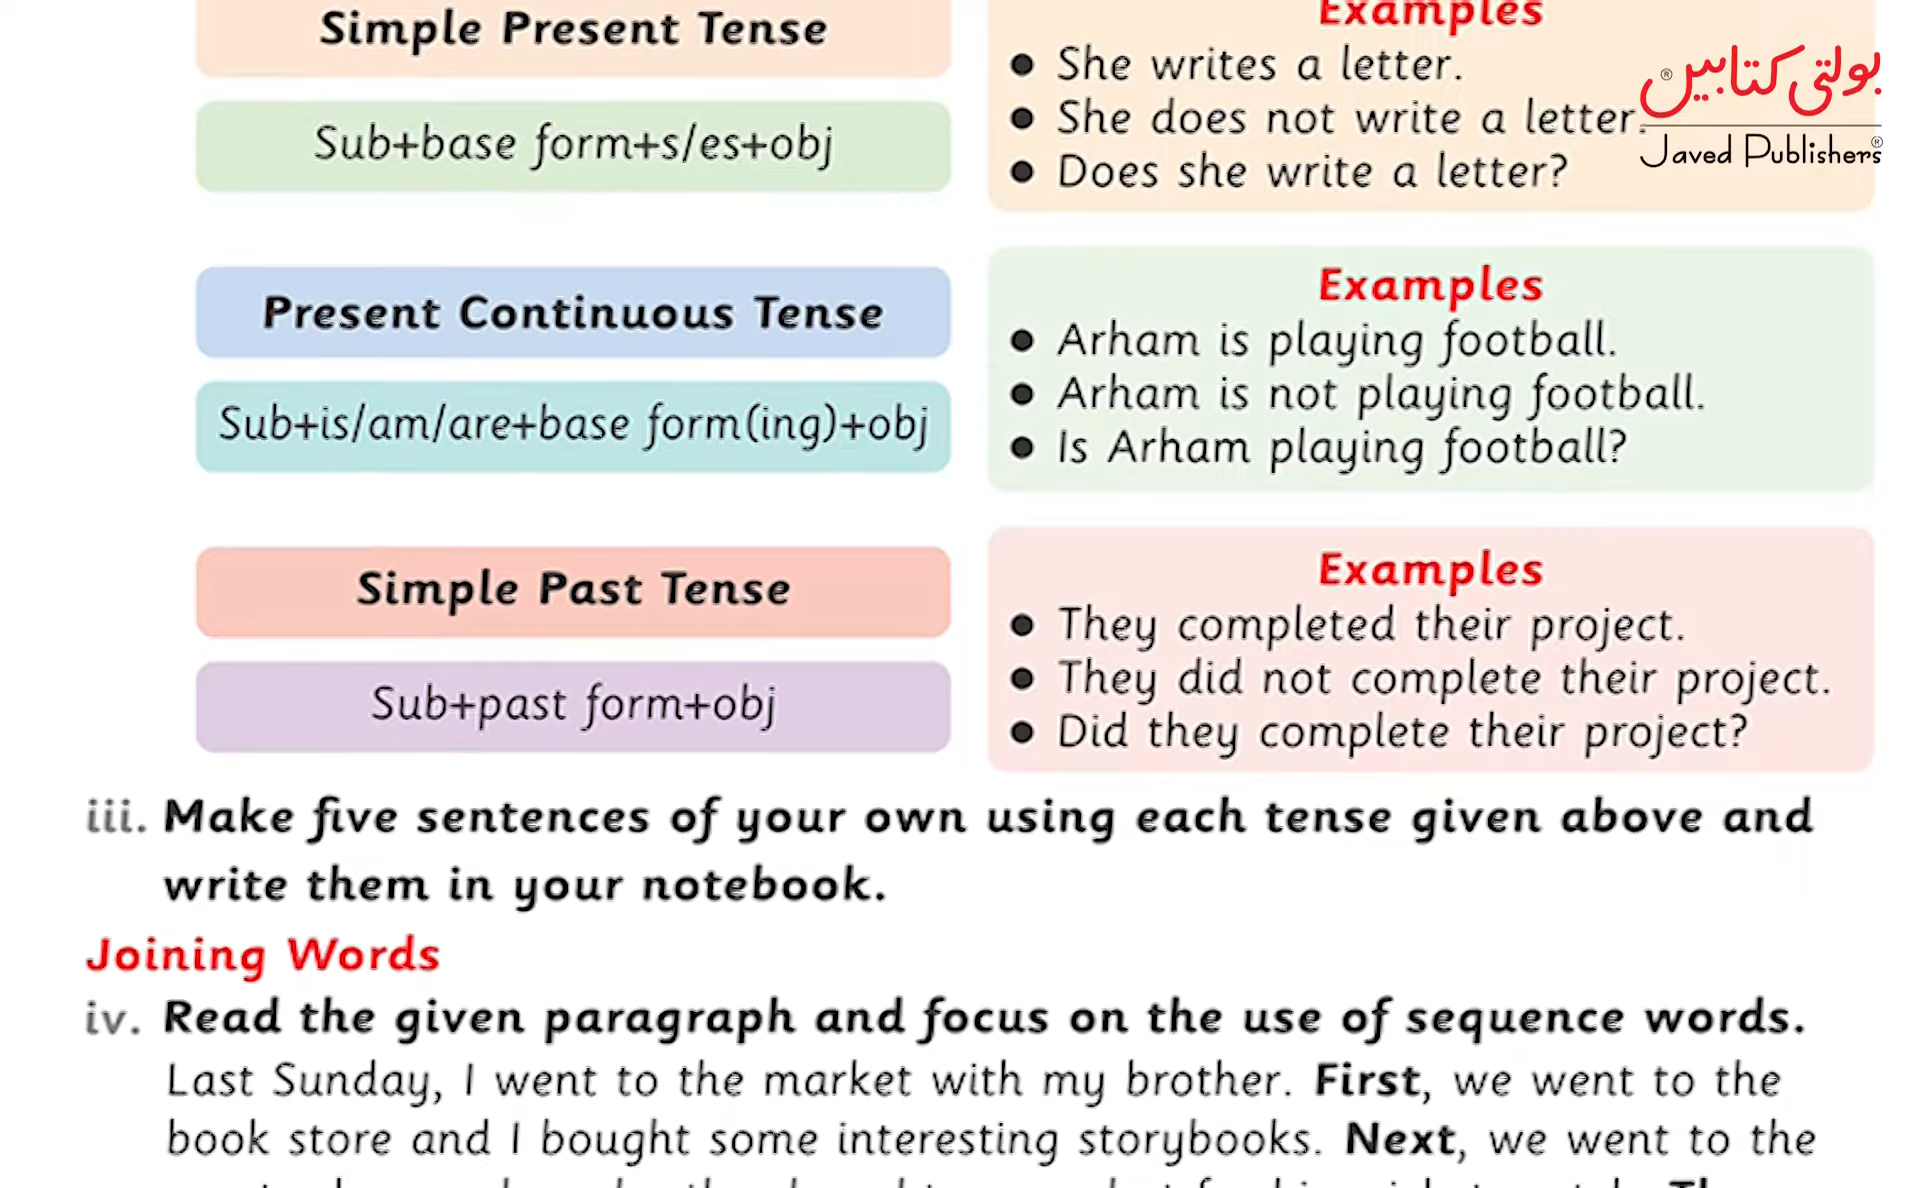 Simple Present Tense
Sub+base form+s/es+obj
Examples
● She writes a letter.
● She does not write a letter.
● Does she write a letter?
بولتی کتابیں®
Javed Publishers®
Present Continuous Tense
Sub+is/am/are+base form(ing)+obj
Examples
● Arham is playing football.
● Arham is not playing football.
● Is Arham playing football?
Simple Past Tense
Sub+past form+obj
Examples
● They completed their project.
● They did not complete their project.
● Did they complete their project?
iii. Make five sentences of your own using each tense given above and
write them in your notebook.
Joining Words
iv. Read the given paragraph and focus on the use of sequence words.
Last Sunday, I went to the market with my brother. First, we went to the
book store and I bought some interesting storybooks. Next, we went to the